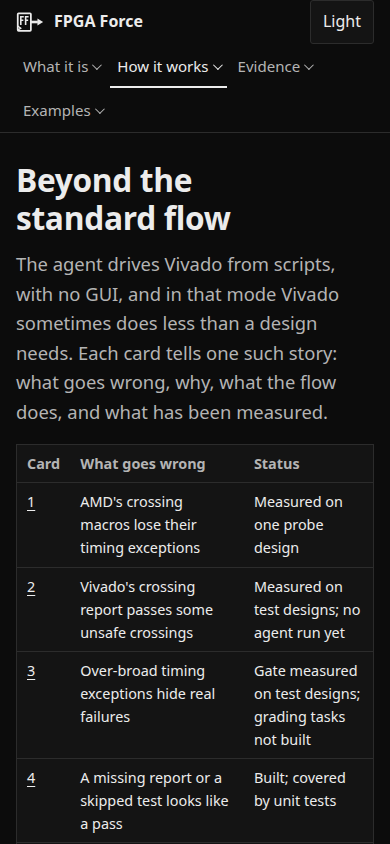 FF FPGA Force
Light
What it is How it works Evidence
Examples
Beyond the
standard flow
The agent drives Vivado from scripts,
with no GUI, and in that mode Vivado
sometimes does less than a design
needs. Each card tells one such story:
what goes wrong, why, what the flow
does, and what has been measured.
Card What goes wrong Status
1 AMD's crossing Measured on
macros lose their one probe
timing exceptions design
2 Vivado's crossing Measured on
report passes some test designs; no
unsafe crossings agent run yet
3 Over-broad timing Gate measured
exceptions hide real on test designs;
failures grading tasks
not built
4 A missing report or a Built; covered
skipped test looks like by unit tests
a pass